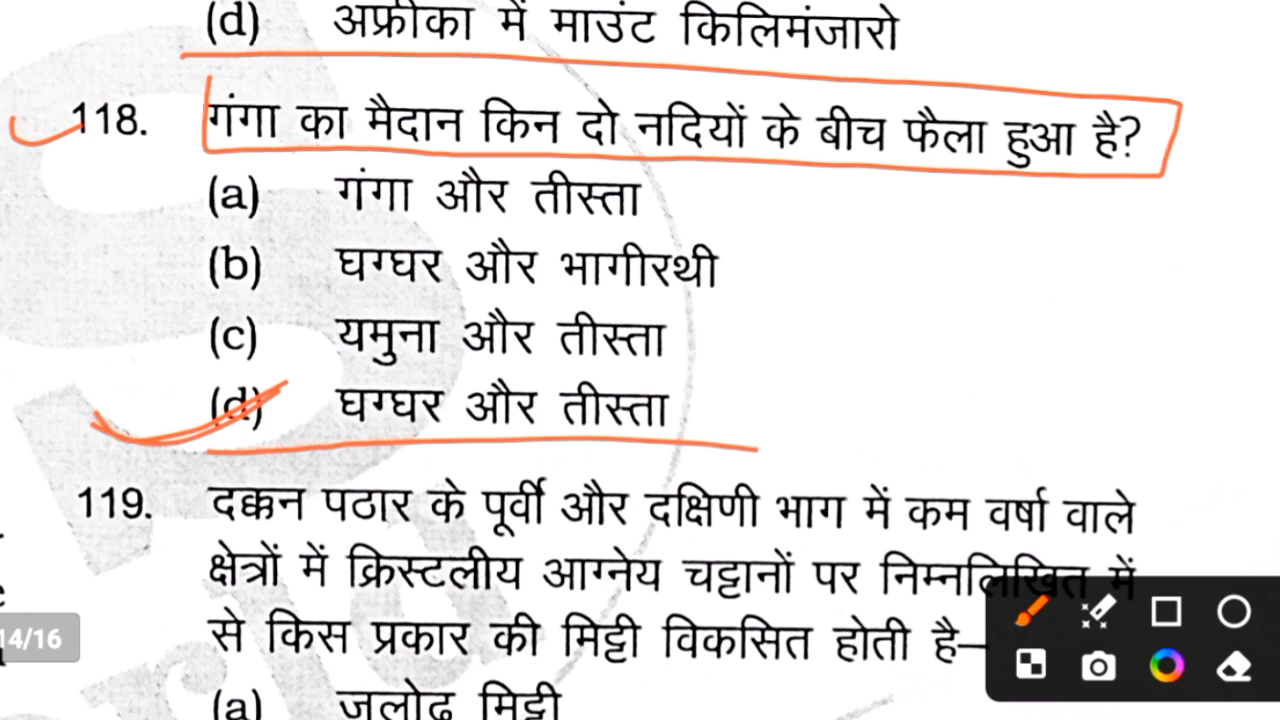 (d) अफ्रीका में माउंट किलिमंजारो
118. गंगा का मैदान किन दो नदियों के बीच फैला हुआ है?
(a) गंगा और तीस्ता
(b) घग्घर और भागीरथी
(c) यमुना और तीस्ता
(d) घग्घर और तीस्ता
119. दक्कन पठार के पूर्वी और दक्षिणी भाग में कम वर्षा वाले
क्षेत्रों में क्रिस्टलीय आग्नेय चट्टानों पर निम्नलिखित में
14/16
से किस प्रकार की मिट्टी विकसित होती है–
(a) जलोढ़ मिट्टी